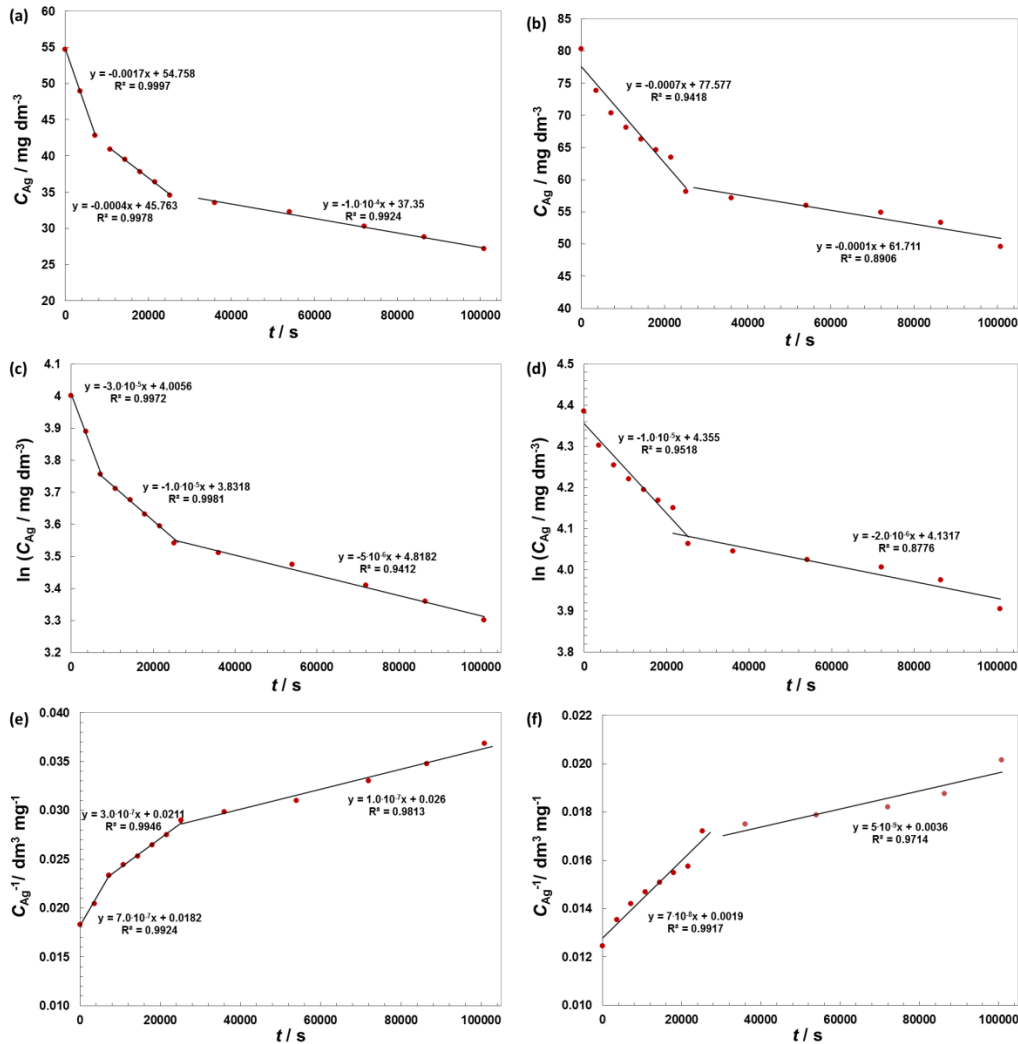 (a)
C_Ag / mg dm⁻³
60
55
50
45
40
35
30
25
20
y = -0.0017x + 54.758
R² = 0.9997
y = -0.0004x + 45.763
R² = 0.9978
y = -1.0·10⁻⁴x + 37.35
R² = 0.9924
0 20000 40000 60000 80000 100000
t / s
(b)
C_Ag / mg dm⁻³
85
80
75
70
65
60
55
50
45
40
y = -0.0007x + 77.577
R² = 0.9418
y = -0.0001x + 61.711
R² = 0.8906
0 20000 40000 60000 80000 100000
t / s
(c)
ln (C_Ag / mg dm⁻³)
4.1
4
3.9
3.8
3.7
3.6
3.5
3.4
3.3
3.2
y = -3.0·10⁻⁵x + 4.0056
R² = 0.9972
y = -1.0·10⁻⁵x + 3.8318
R² = 0.9981
y = -5·10⁻⁶x + 4.8182
R² = 0.9412
0 20000 40000 60000 80000 100000
t / s
(d)
ln (C_Ag / mg dm⁻³)
4.5
4.4
4.3
4.2
4.1
4.0
3.9
3.8
y = -1.0·10⁻⁵x + 4.355
R² = 0.9518
y = -2.0·10⁻⁶x + 4.1317
R² = 0.8776
0 20000 40000 60000 80000 100000
t / s
(e)
C_Ag⁻¹/ dm³ mg⁻¹
0.040
0.035
0.030
0.025
0.020
0.015
0.010
y = 3.0·10⁻⁷x + 0.0211
R² = 0.9946
y = 1.0·10⁻⁷x + 0.026
R² = 0.9813
y = 7.0·10⁻⁷x + 0.0182
R² = 0.9924
0 20000 40000 60000 80000 100000
t / s
(f)
C_Ag⁻¹/ dm³ mg⁻¹
0.022
0.020
0.018
0.016
0.014
0.012
0.010
y = 5·10⁻⁹x + 0.0036
R² = 0.9714
y = 7·10⁻⁸x + 0.0019
R² = 0.9917
0 20000 40000 60000 80000 100000
t / s